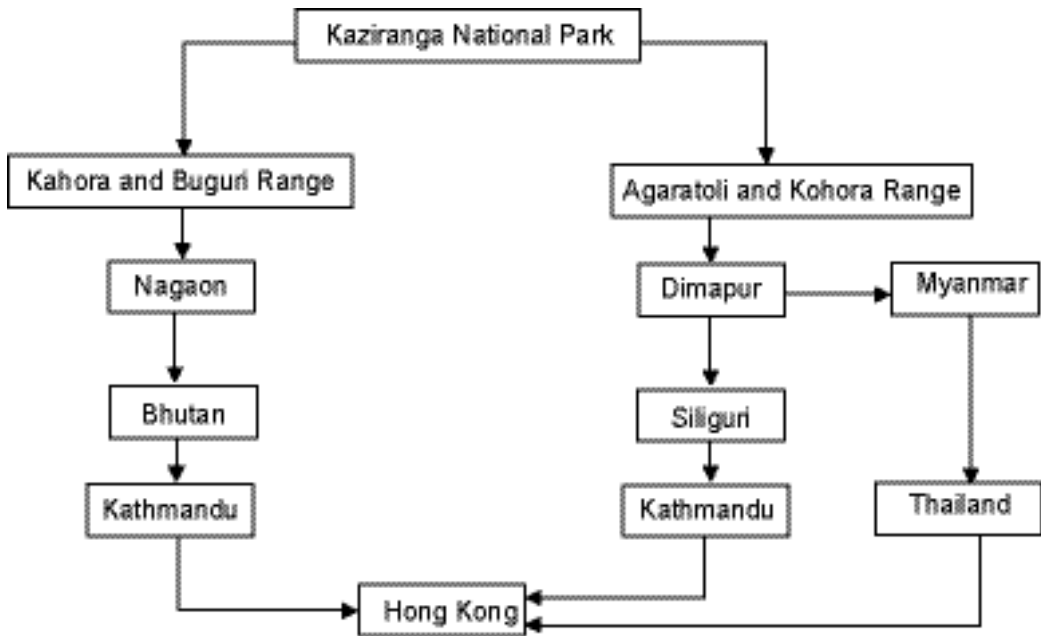 Kaziranga National Park
Kahora and Buguri Range
Agaratoli and Kohora Range
Nagaon
Dimapur
Myanmar
Bhutan
Siliguri
Kathmandu
Kathmandu
Thailand
Hong Kong